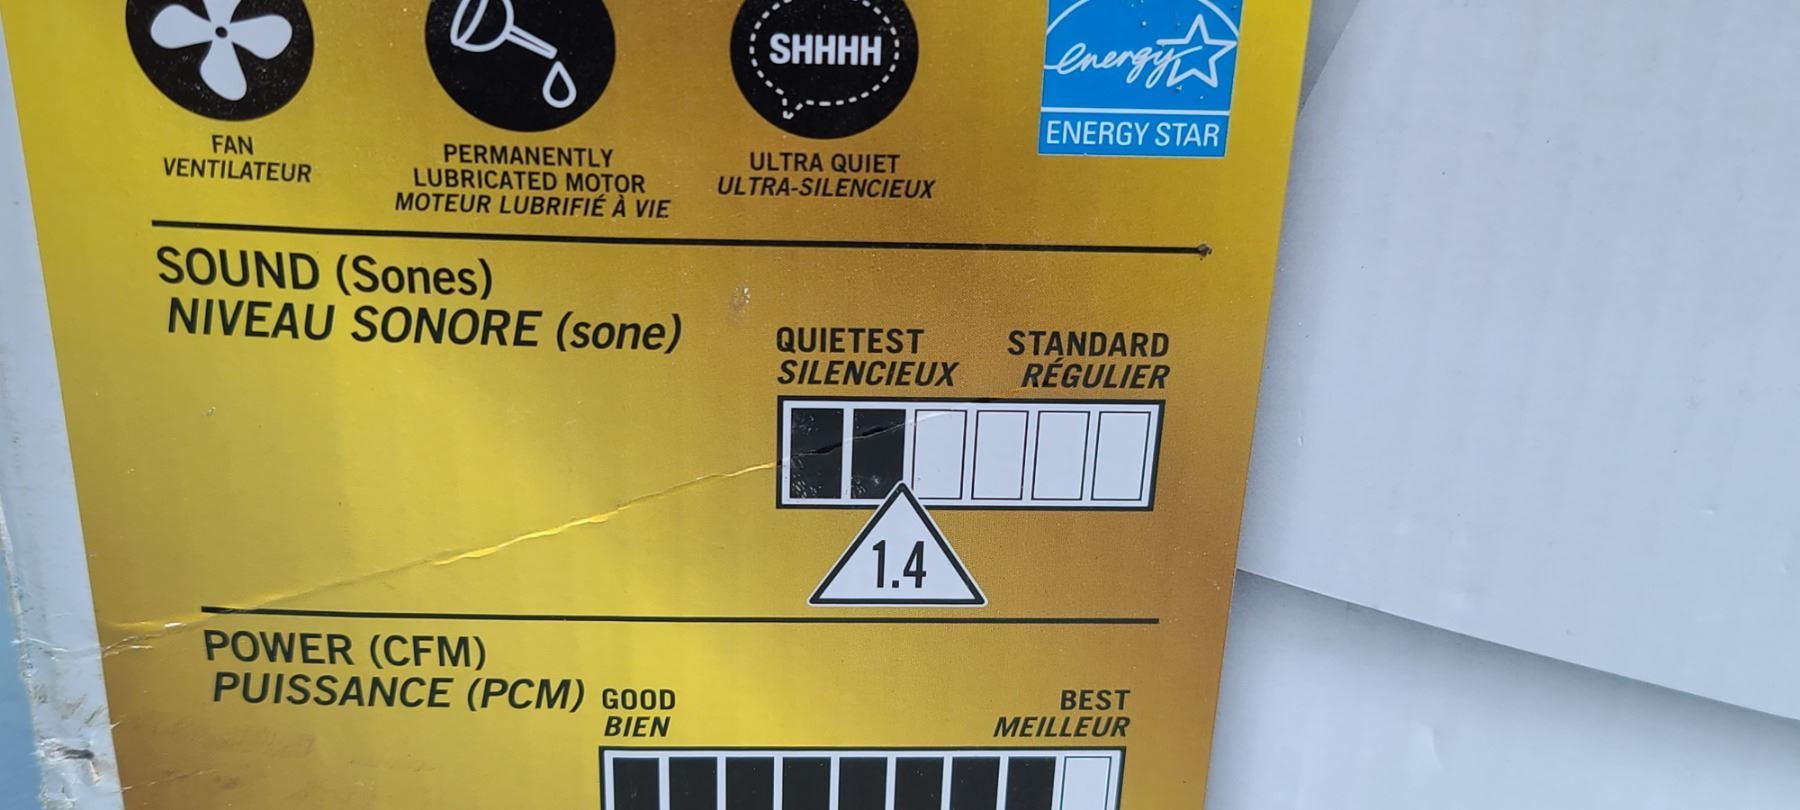 SHHHH
energy
ENERGY STAR
FAN
VENTILATEUR
PERMANENTLY
LUBRICATED MOTOR
MOTEUR LUBRIFIÉ À VIE
ULTRA QUIET
ULTRA-SILENCIEUX
SOUND (Sones)
NIVEAU SONORE (sone)
QUIETEST
SILENCIEUX
STANDARD
RÉGULIER
1.4
POWER (CFM)
PUISSANCE (PCM)
GOOD
BIEN
BEST
MEILLEUR